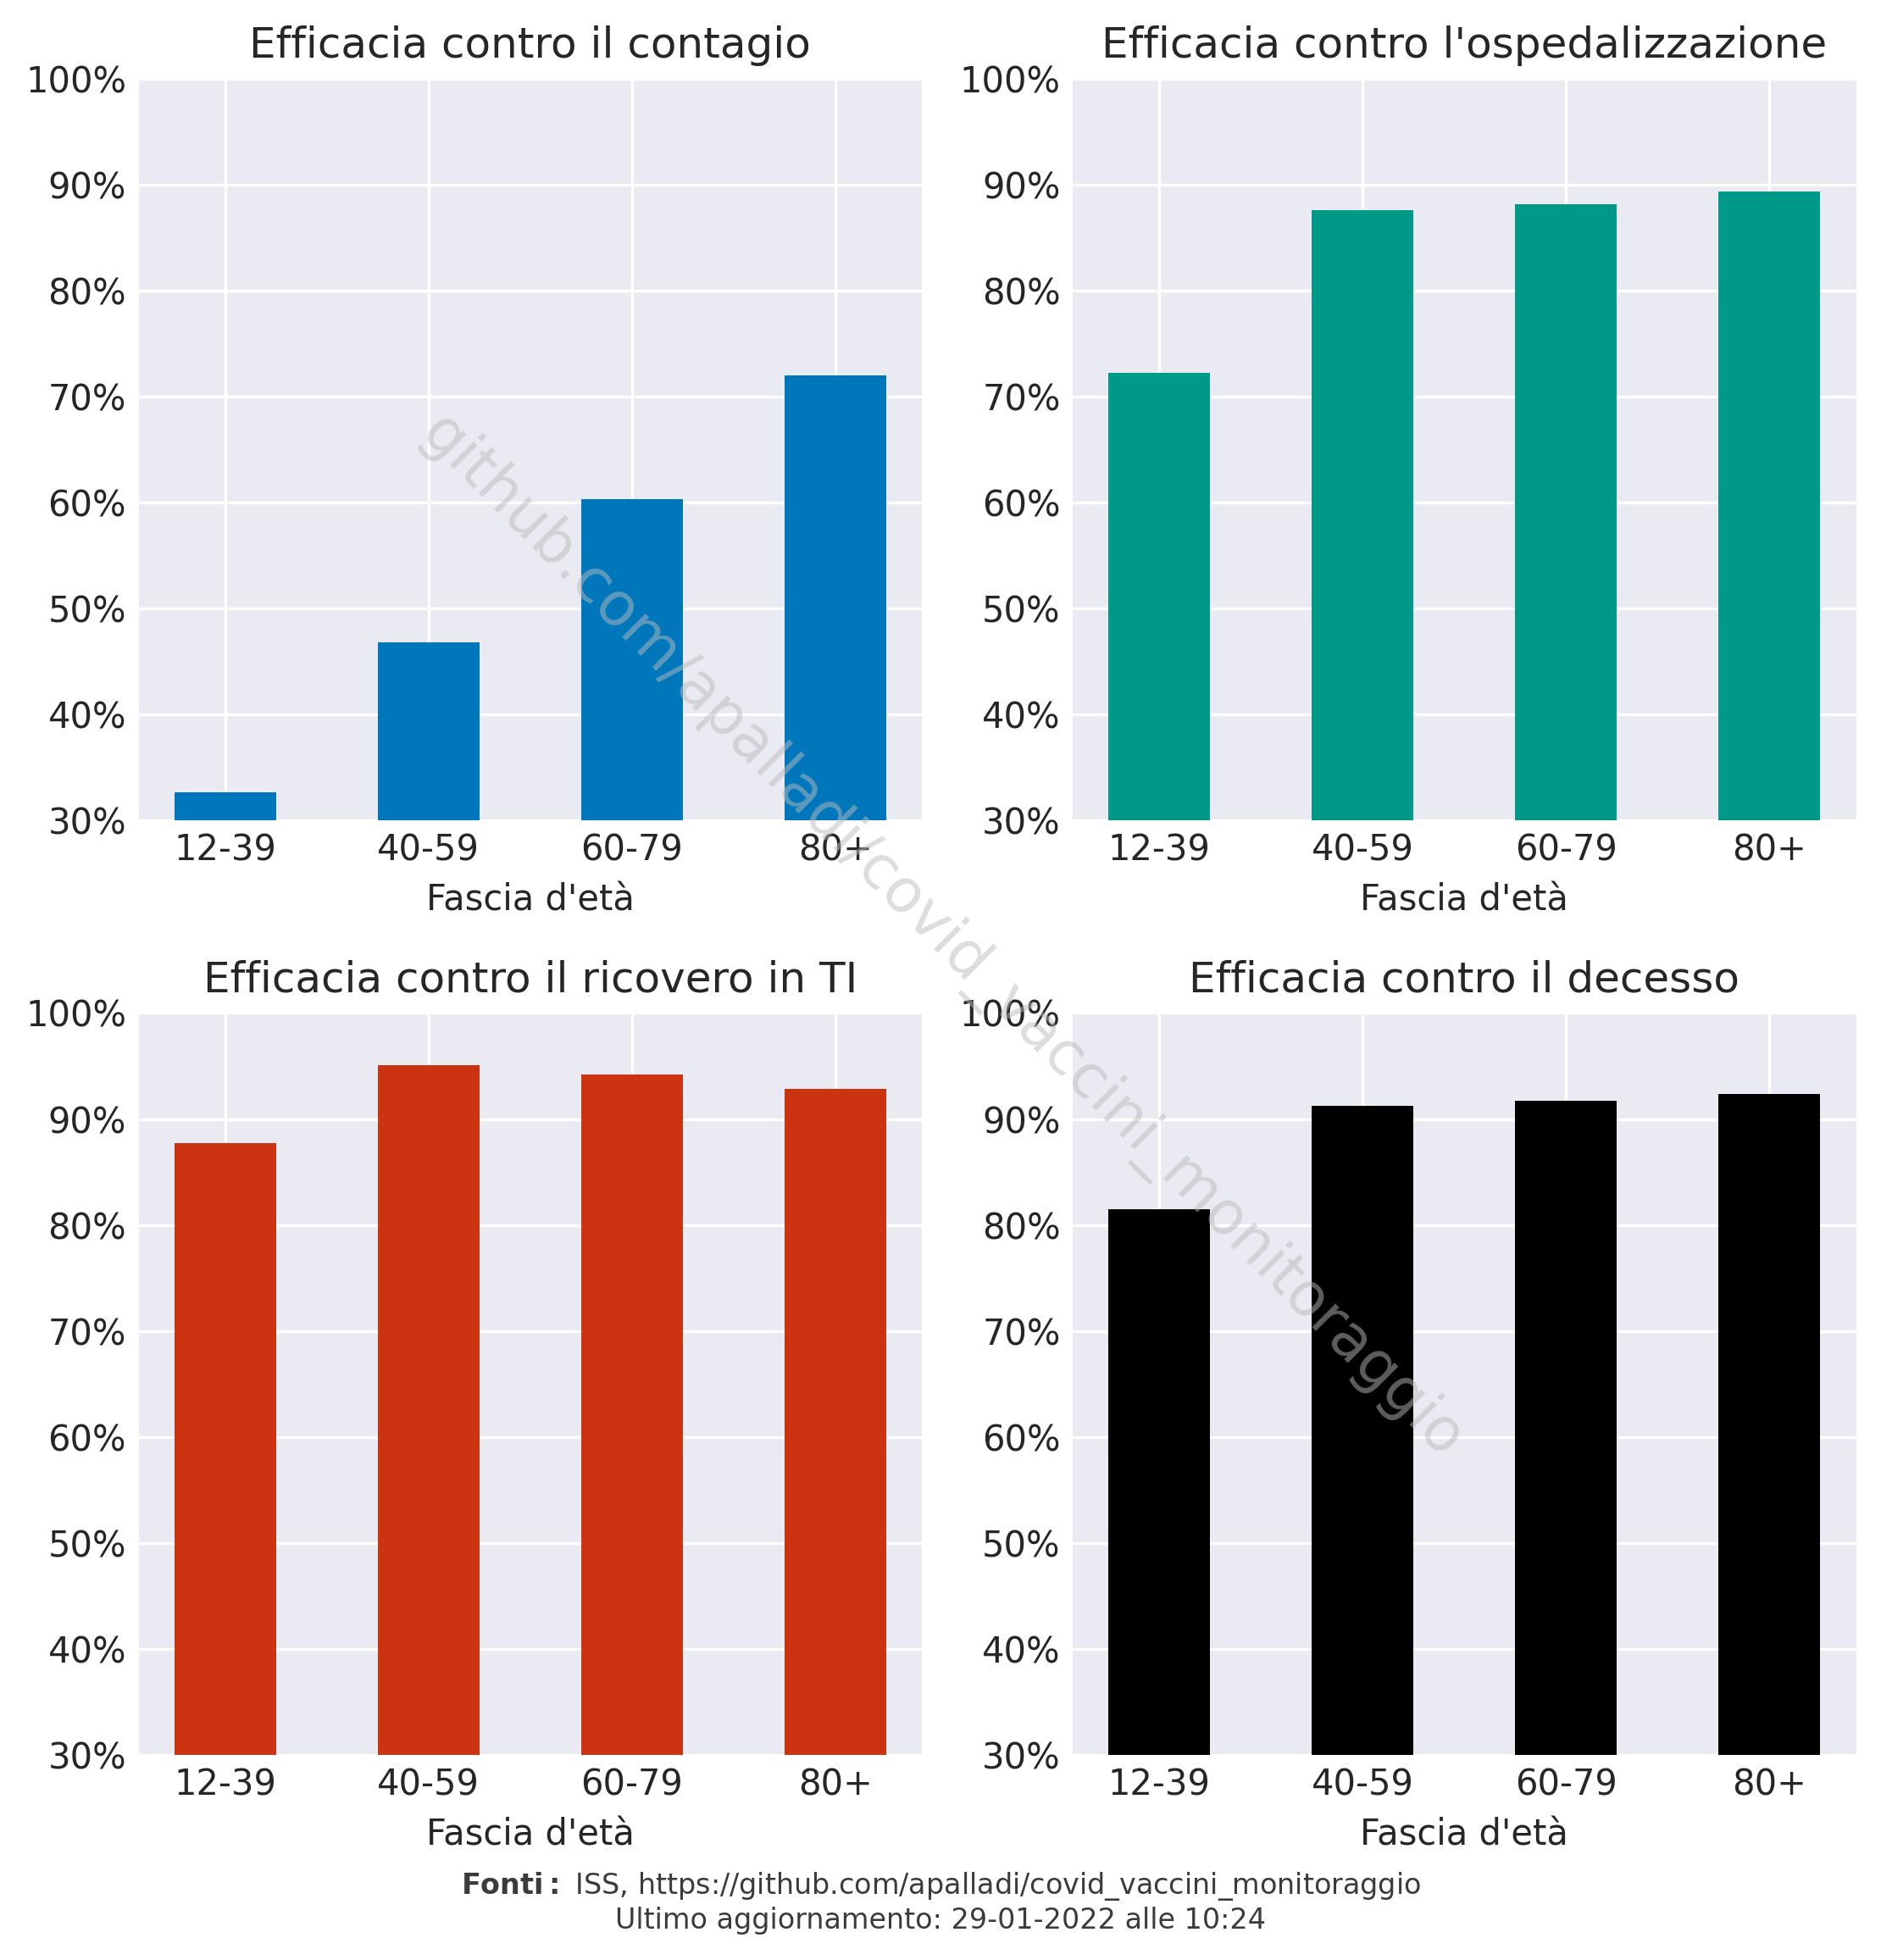 Efficacia contro il contagio
100%
90%
80%
70%
60%
50%
40%
30%
12-39 40-59 60-79 80+
Fascia d'età
Efficacia contro l'ospedalizzazione
100%
90%
80%
70%
60%
50%
40%
30%
12-39 40-59 60-79 80+
Fascia d'età
Efficacia contro il ricovero in TI
100%
90%
80%
70%
60%
50%
40%
30%
12-39 40-59 60-79 80+
Fascia d'età
Efficacia contro il decesso
100%
90%
80%
70%
60%
50%
40%
30%
12-39 40-59 60-79 80+
Fascia d'età
github.com/apalladi/covid_vaccini_monitoraggio
Fonti: ISS, https://github.com/apalladi/covid_vaccini_monitoraggio
Ultimo aggiornamento: 29-01-2022 alle 10:24